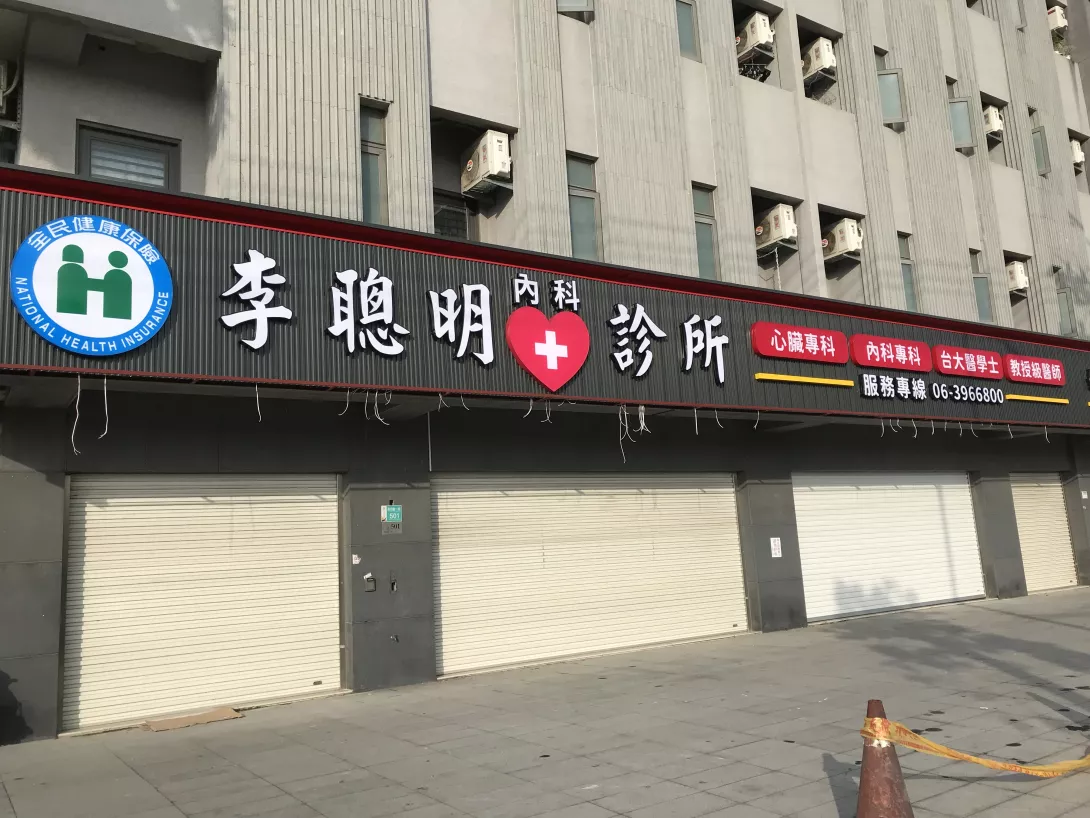 全民健康保險
NATIONAL HEALTH INSURANCE
李聰明內科診所
心臟專科 內科專科 台大醫學士 教授級醫師
服務專線 06-3966800
501
501